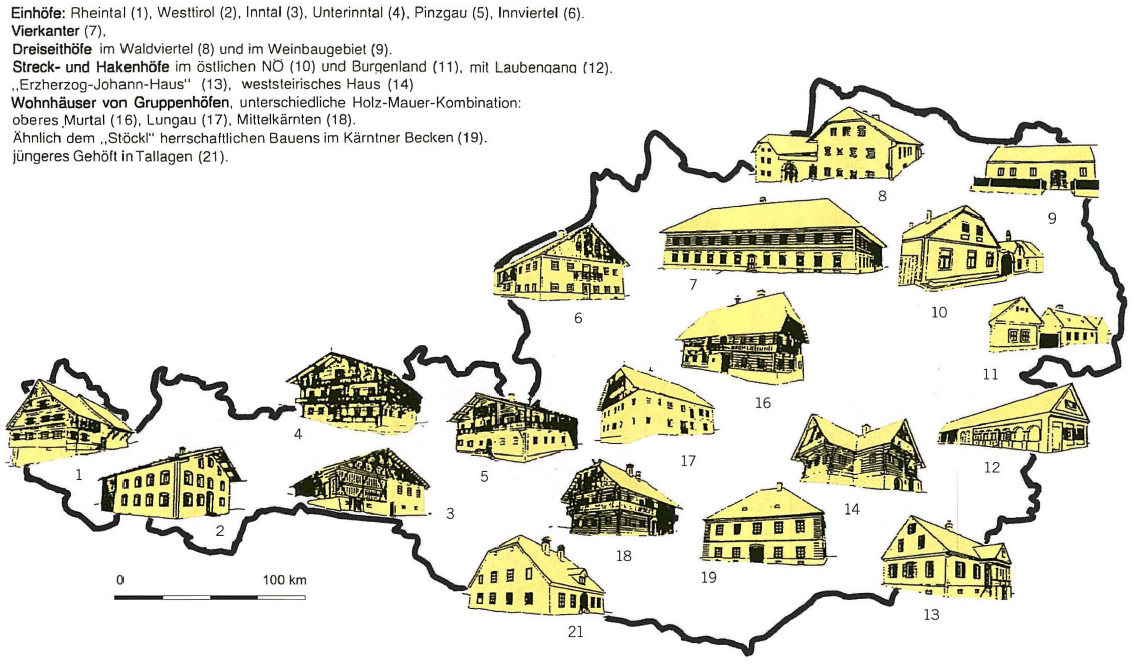 Einhöfe: Rheintal (1), Westtirol (2), Inntal (3), Unterinntal (4), Pinzgau (5), Innviertel (6).
Vierkanter (7),
Dreiseithöfe im Waldviertel (8) und im Weinbaugebiet (9).
Streck- und Hakenhöfe im östlichen NÖ (10) und Burgenland (11), mit Laubengang (12).
„Erzherzog-Johann-Haus" (13), weststeirisches Haus (14)
Wohnhäuser von Gruppenhöfen, unterschiedliche Holz-Mauer-Kombination:
oberes Murtal (16), Lungau (17), Mittelkärnten (18).
Ähnlich dem „Stöckl" herrschaftlichen Bauens im Kärntner Becken (19).
jüngeres Gehöft in Tallagen (21).
8
9
7
10
6
11
16
4
17
12
1
5
3
14
2
18
19
0 100 km
13
21